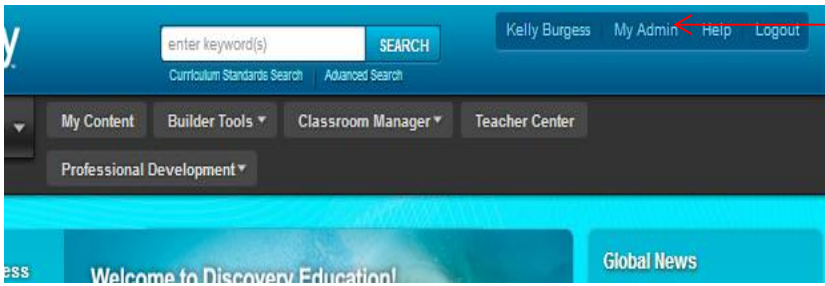 y
enter keyword(s) SEARCH Kelly Burgess My Admin Help Logout
Curriculum Standards Search Advanced Search
My Content Builder Tools Classroom Manager Teacher Center
Professional Development
ess Welcome to Discovery Education! Global News